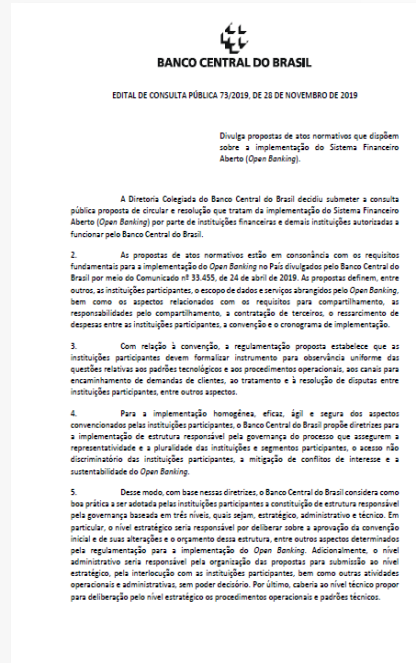 BANCO CENTRAL DO BRASIL
EDITAL DE CONSULTA PÚBLICA 73/2019, DE 28 DE NOVEMBRO DE 2019
Divulga propostas de atos normativos que dispõem
sobre a implementação do Sistema Financeiro
Aberto (Open Banking).
A Diretoria Colegiada do Banco Central do Brasil decidiu submeter a consulta
pública proposta de circular e resolução que tratam da implementação do Sistema Financeiro
Aberto (Open Banking) por parte de instituições financeiras e demais instituições autorizadas a
funcionar pelo Banco Central do Brasil.
2. As propostas de atos normativos estão em consonância com os requisitos
fundamentais para a implementação do Open Banking no País divulgados pelo Banco Central do
Brasil por meio do Comunicado nº 33.455, de 24 de abril de 2019. As propostas definem, entre
outros, as instituições participantes, o escopo de dados e serviços abrangidos pelo Open Banking,
bem como os aspectos relacionados com os requisitos para compartilhamento, as
responsabilidades pelo compartilhamento, a contratação de terceiros, o ressarcimento de
despesas entre as instituições participantes, a convenção e o cronograma de implementação.
3. Com relação à convenção, a regulamentação proposta estabelece que as
instituições participantes devem formalizar instrumento para observância uniforme das
questões relativas aos padrões tecnológicos e aos procedimentos operacionais, aos canais para
encaminhamento de demandas de clientes, ao tratamento e à resolução de disputas entre
instituições participantes, entre outros aspectos.
4. Para a implementação homogênea, eficaz, ágil e segura dos aspectos
convencionados pelas instituições participantes, o Banco Central do Brasil propõe diretrizes para
a implementação de estrutura responsável pela governança do processo que assegurem a
representatividade e a pluralidade das instituições e segmentos participantes, o acesso não
discriminatório das instituições participantes, a mitigação de conflitos de interesse e a
sustentabilidade do Open Banking.
5. Desse modo, com base nessas diretrizes, o Banco Central do Brasil considera como
boa prática a ser adotada pelas instituições participantes a constituição de estrutura responsável
pela governança baseada em três níveis, quais sejam, estratégico, administrativo e técnico. Em
particular, o nível estratégico seria responsável por deliberar sobre a aprovação da convenção
inicial e de suas alterações e o orçamento dessa estrutura, entre outros aspectos determinados
pela regulamentação para a implementação do Open Banking. Adicionalmente, o nível
administrativo seria responsável pela organização das propostas para submissão ao nível
estratégico, pela interlocução com as instituições participantes, bem como outras atividades
operacionais e administrativas, sem poder decisório. Por último, caberia ao nível técnico propor
para deliberação pelo nível estratégico os procedimentos operacionais e padrões técnicos.